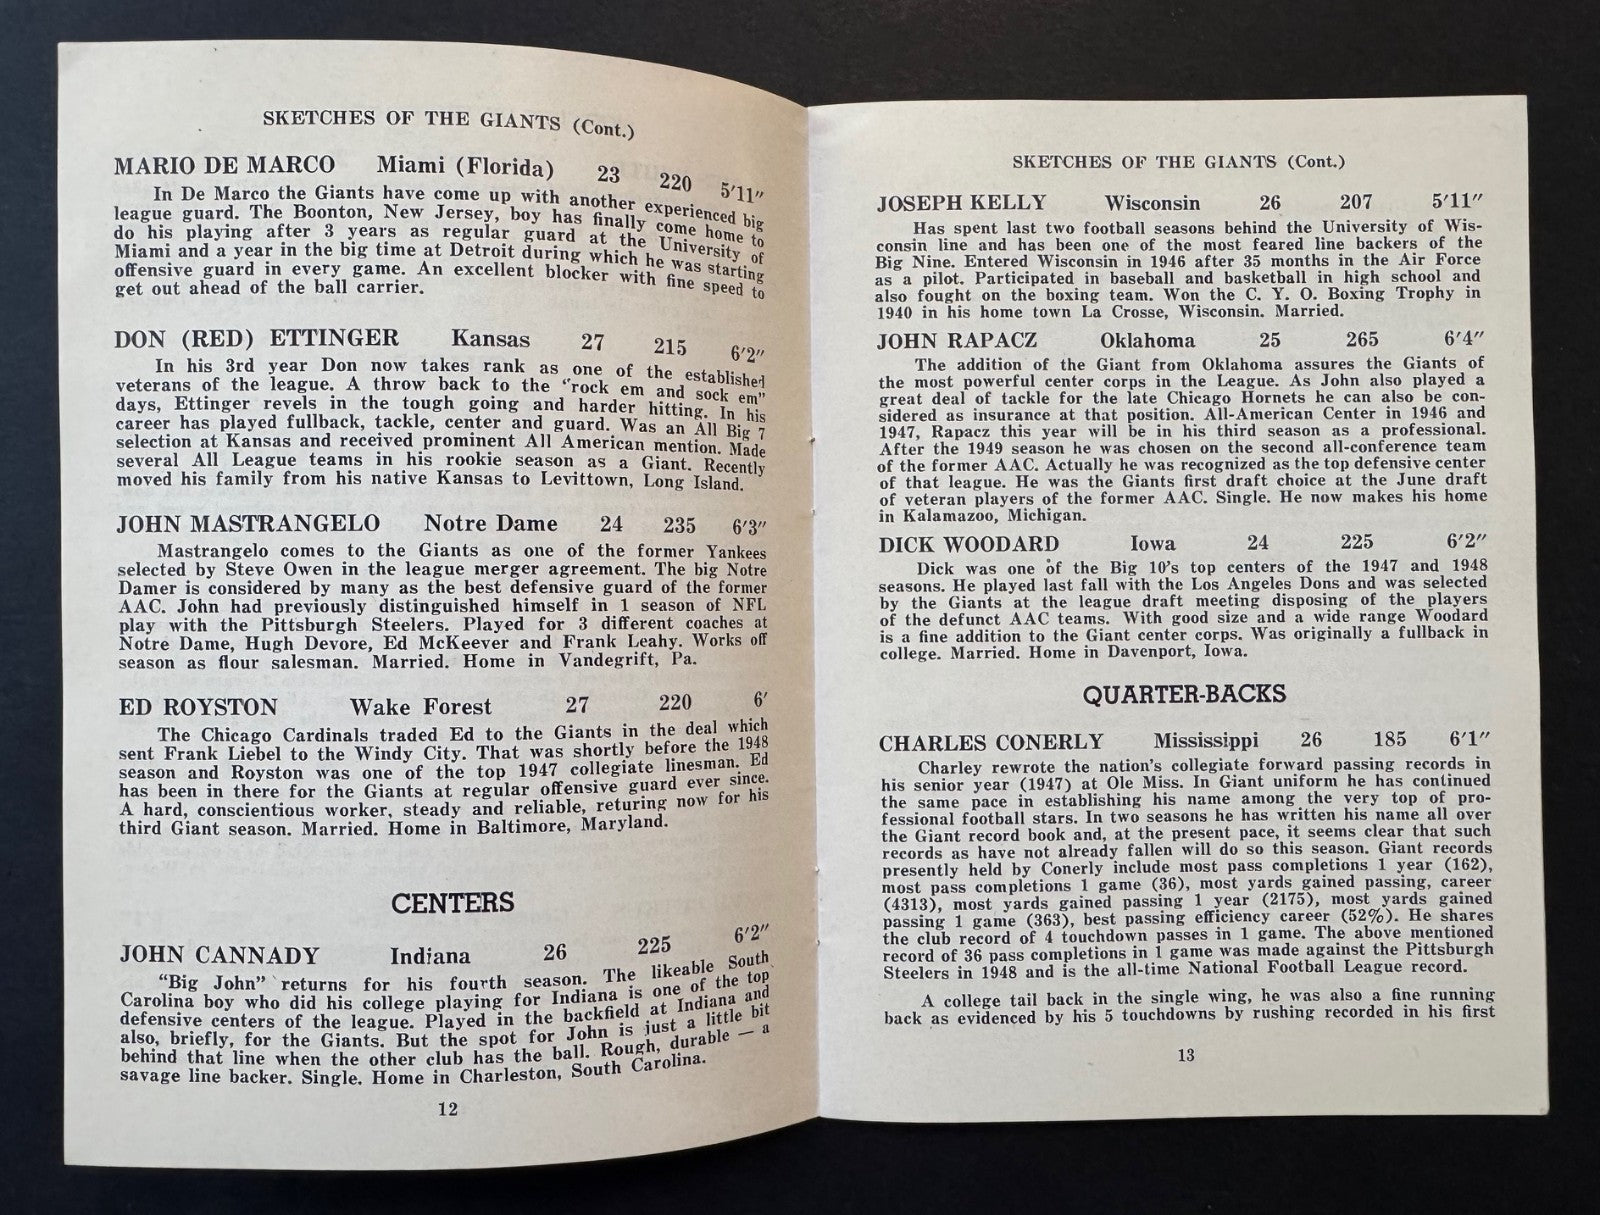 SKETCHES OF THE GIANTS (Cont.)
MARIO DE MARCO Miami (Florida) 23 220 5'11"
In De Marco the Giants have come up with another experienced big
league guard. The Boonton, New Jersey, boy has finally come home to
do his playing after 3 years as regular guard at the University of
Miami and a year in the big time at Detroit during which he was starting
offensive guard in every game. An excellent blocker with fine speed to
get out ahead of the ball carrier.
DON (RED) ETTINGER Kansas 27 215 6'2"
In his 3rd year Don now takes rank as one of the established
veterans of the league. A throw back to the "rock em and sock em"
days, Ettinger revels in the tough going and harder hitting. In his
career has played fullback, tackle, center and guard. Was an All Big 7
selection at Kansas and received prominent All American mention. Made
several All League teams in his rookie season as a Giant. Recently
moved his family from his native Kansas to Levittown, Long Island.
JOHN MASTRANGELO Notre Dame 24 235 6'3"
Mastrangelo comes to the Giants as one of the former Yankees
selected by Steve Owen in the league merger agreement. The big Notre
Damer is considered by many as the best defensive guard of the former
AAC. John had previously distinguished himself in 1 season of NFL
play with the Pittsburgh Steelers. Played for 3 different coaches at
Notre Dame, Hugh Devore, Ed McKeever and Frank Leahy. Works off
season as flour salesman. Married. Home in Vandegrift, Pa.
ED ROYSTON Wake Forest 27 220 6'
The Chicago Cardinals traded Ed to the Giants in the deal which
sent Frank Liebel to the Windy City. That was shortly before the 1948
season and Royston was one of the top 1947 collegiate linesman. Ed
has been in there for the Giants at regular offensive guard ever since.
A hard, conscientious worker, steady and reliable, returing now for his
third Giant season. Married. Home in Baltimore, Maryland.
CENTERS
JOHN CANNADY Indiana 26 225 6'2"
"Big John" returns for his fourth season. The likeable South
Carolina boy who did his college playing for Indiana is one of the top
defensive centers of the league. Played in the backfield at Indiana and
also, briefly, for the Giants. But the spot for John is just a little bit
behind that line when the other club has the ball. Rough, durable — a
savage line backer. Single. Home in Charleston, South Carolina.
12
SKETCHES OF THE GIANTS (Cont.)
JOSEPH KELLY Wisconsin 26 207 5'11"
Has spent last two football seasons behind the University of Wis-
consin line and has been one of the most feared line backers of the
Big Nine. Entered Wisconsin in 1946 after 35 months in the Air Force
as a pilot. Participated in baseball and basketball in high school and
also fought on the boxing team. Won the C. Y. O. Boxing Trophy in
1940 in his home town La Crosse, Wisconsin. Married.
JOHN RAPACZ Oklahoma 25 265 6'4"
The addition of the Giant from Oklahoma assures the Giants of
the most powerful center corps in the League. As John also played a
great deal of tackle for the late Chicago Hornets he can also be con-
sidered as insurance at that position. All-American Center in 1946 and
1947, Rapacz this year will be in his third season as a professional.
After the 1949 season he was chosen on the second all-conference team
of the former AAC. Actually he was recognized as the top defensive center
of that league. He was the Giants first draft choice at the June draft
of veteran players of the former AAC. Single. He now makes his home
in Kalamazoo, Michigan.
DICK WOODARD Iowa 24 225 6'2"
Dick was one of the Big 10's top centers of the 1947 and 1948
seasons. He played last fall with the Los Angeles Dons and was selected
by the Giants at the league draft meeting disposing of the players
of the defunct AAC teams. With good size and a wide range Woodard
is a fine addition to the Giant center corps. Was originally a fullback in
college. Married. Home in Davenport, Iowa.
QUARTER-BACKS
CHARLES CONERLY Mississippi 26 185 6'1"
Charley rewrote the nation's collegiate forward passing records in
his senior year (1947) at Ole Miss. In Giant uniform he has continued
the same pace in establishing his name among the very top of pro-
fessional football stars. In two seasons he has written his name all over
the Giant record book and, at the present pace, it seems clear that such
records as have not already fallen will do so this season. Giant records
presently held by Conerly include most pass completions 1 year (162),
most pass completions 1 game (36), most yards gained passing, career
(4313), most yards gained passing 1 year (2175), most yards gained
passing 1 game (363), best passing efficiency career (52%). He shares
the club record of 4 touchdown passes in 1 game. The above mentioned
record of 36 pass completions in 1 game was made against the Pittsburgh
Steelers in 1948 and is the all-time National Football League record.
A college tail back in the single wing, he was also a fine running
back as evidenced by his 5 touchdowns by rushing recorded in his first
13